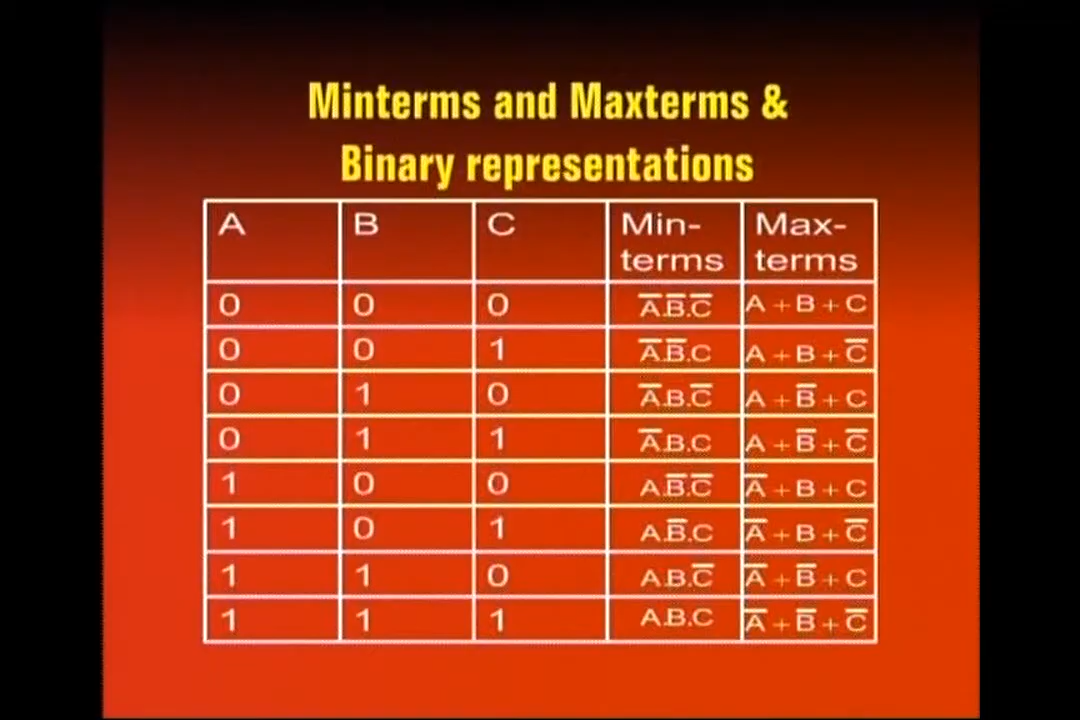 Minterms and Maxterms &
Binary representations
A B C Min-terms Max-terms
0 0 0 A̅.B̅.C̅ A + B + C
0 0 1 A̅.B̅.C A + B + C̅
0 1 0 A̅.B.C̅ A + B̅ + C
0 1 1 A̅.B.C A + B̅ + C̅
1 0 0 A.B̅.C̅ A̅ + B + C
1 0 1 A.B̅.C A̅ + B + C̅
1 1 0 A.B.C̅ A̅ + B̅ + C
1 1 1 A.B.C A̅ + B̅ + C̅